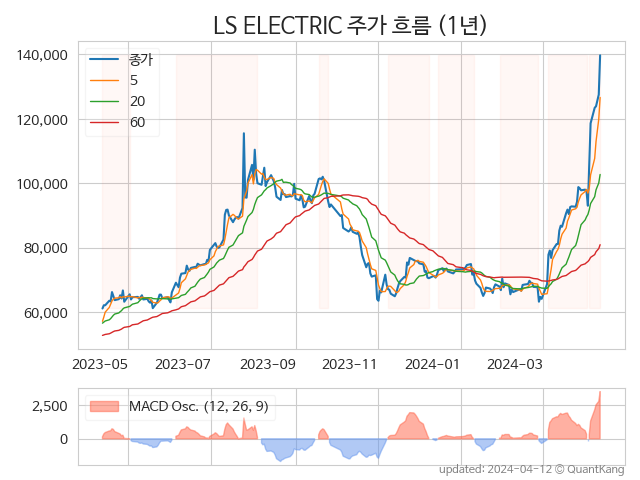 LS ELECTRIC 주가 흐름 (1년)
140,000
120,000
100,000
80,000
60,000
종가
5
20
60
2023-05 2023-07 2023-09 2023-11 2024-01 2024-03
2,500
0
MACD Osc. (12, 26, 9)
updated: 2024-04-12 © QuantKang